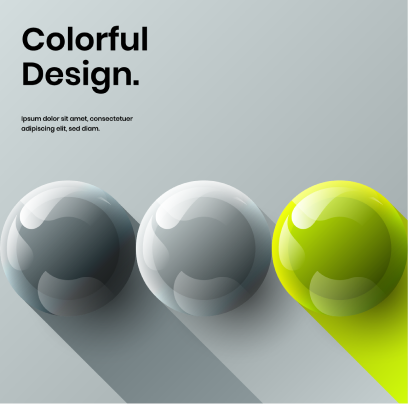 Colorful
Design.
Ipsum dolor sit amet, consectetuer
adipiscing elit, sed diam.